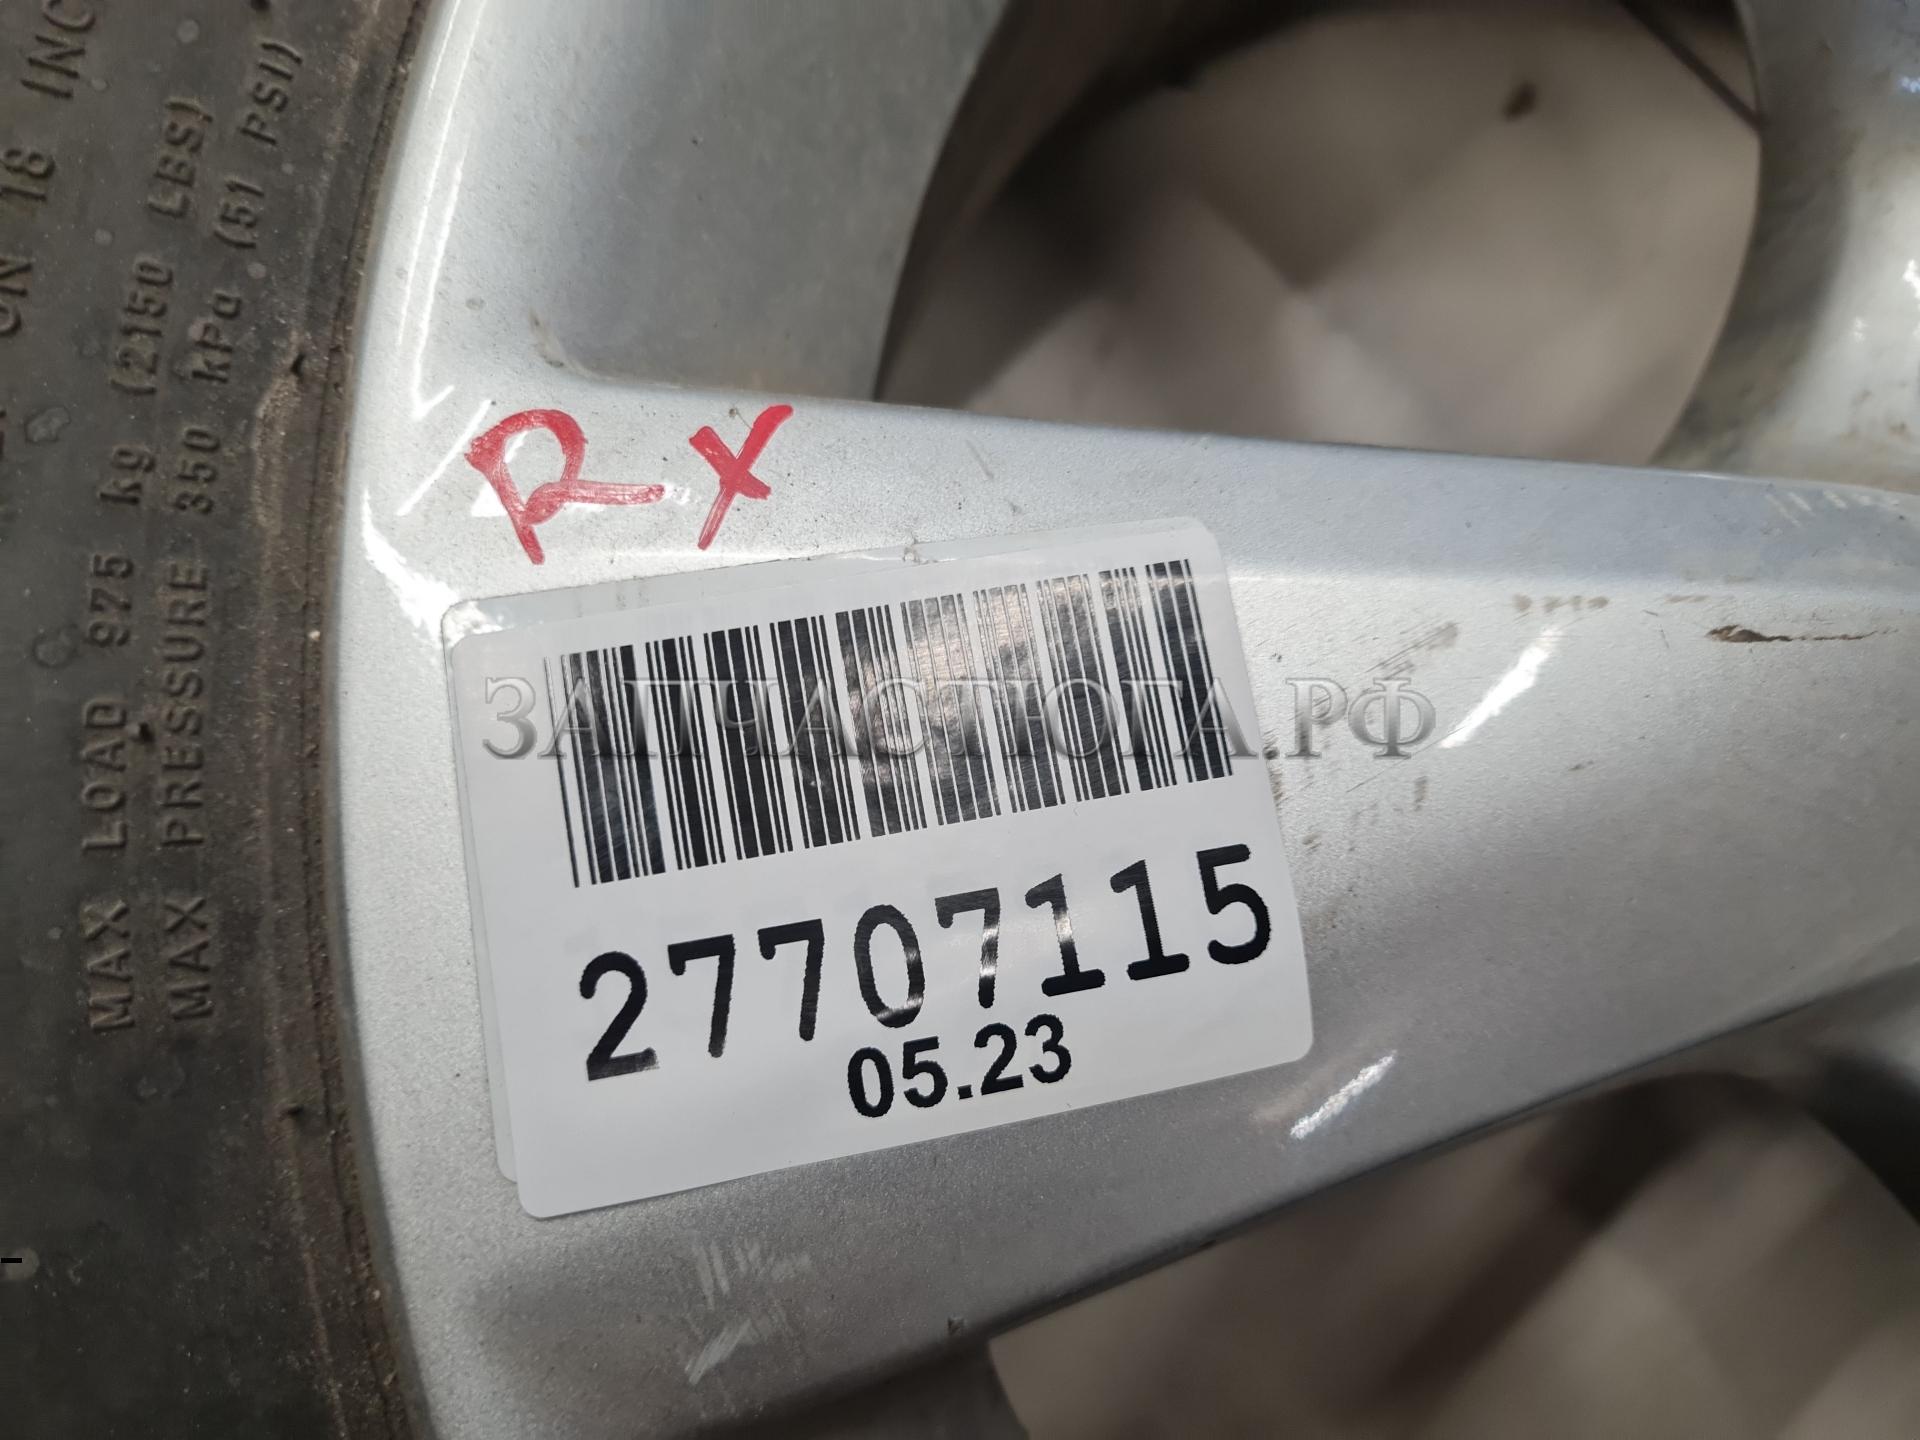 ON 18 INC
MAX LOAD 975 kg (2150 LBS)
MAX PRESSURE 350 kPa (51 PSI)
RX
ЗАПЧАСТЮГА.РФ
27707115
05.23